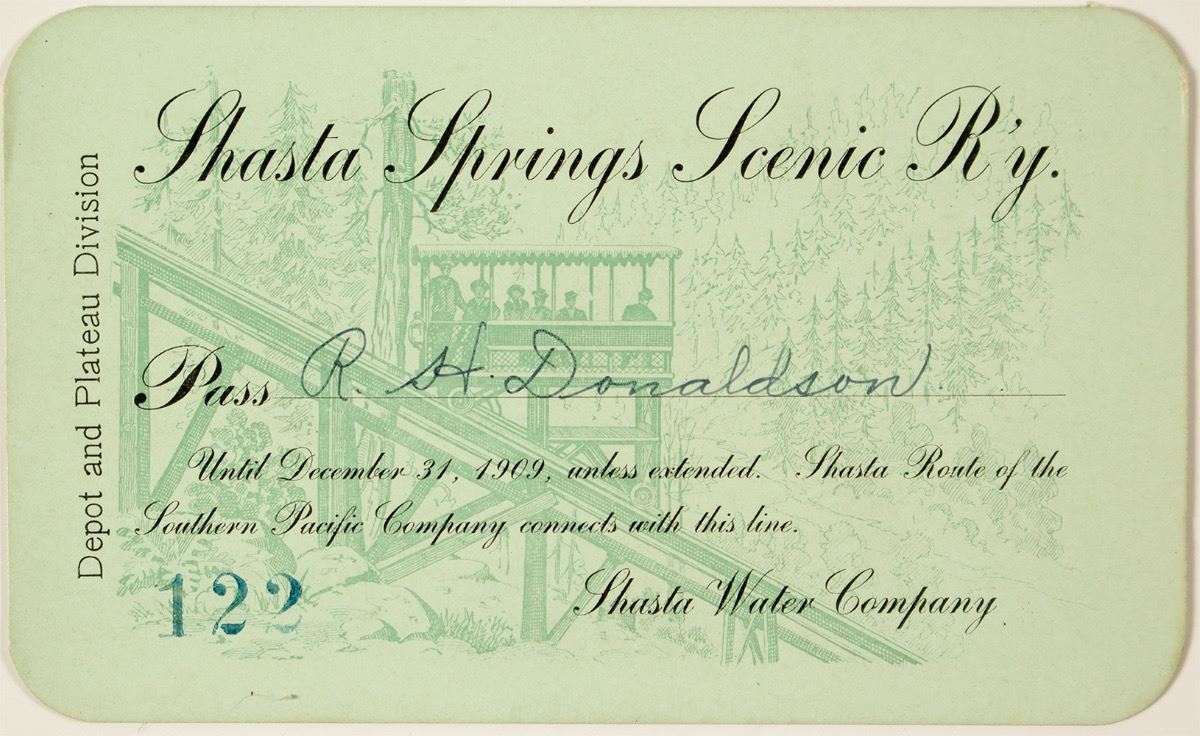 Shasta Springs Scenic R'y.
Depot and Plateau Division
Pass R. H. Donaldson
Until December 31, 1909, unless extended. Shasta Route of the
Southern Pacific Company connects with this line.
122
Shasta Water Company